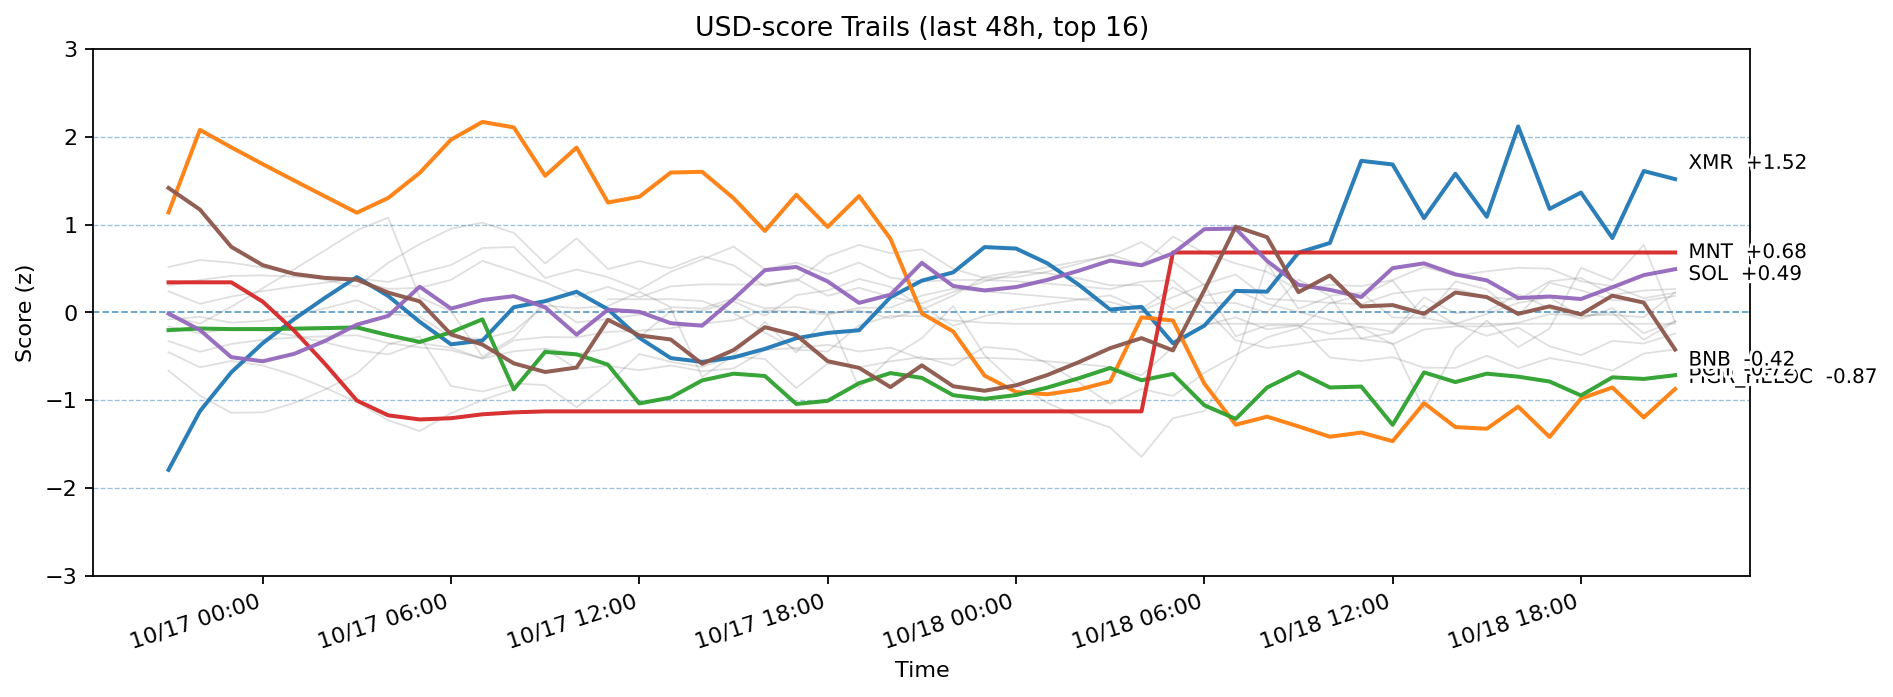 USD-score Trails (last 48h, top 16)
Score (z)
3
2
1
0
−1
−2
−3
XMR +1.52
MNT +0.68
SOL +0.49
BNB -0.42
-0.87
10/17 00:00
10/17 06:00
10/17 12:00
10/17 18:00
10/18 00:00
10/18 06:00
10/18 12:00
10/18 18:00
Time